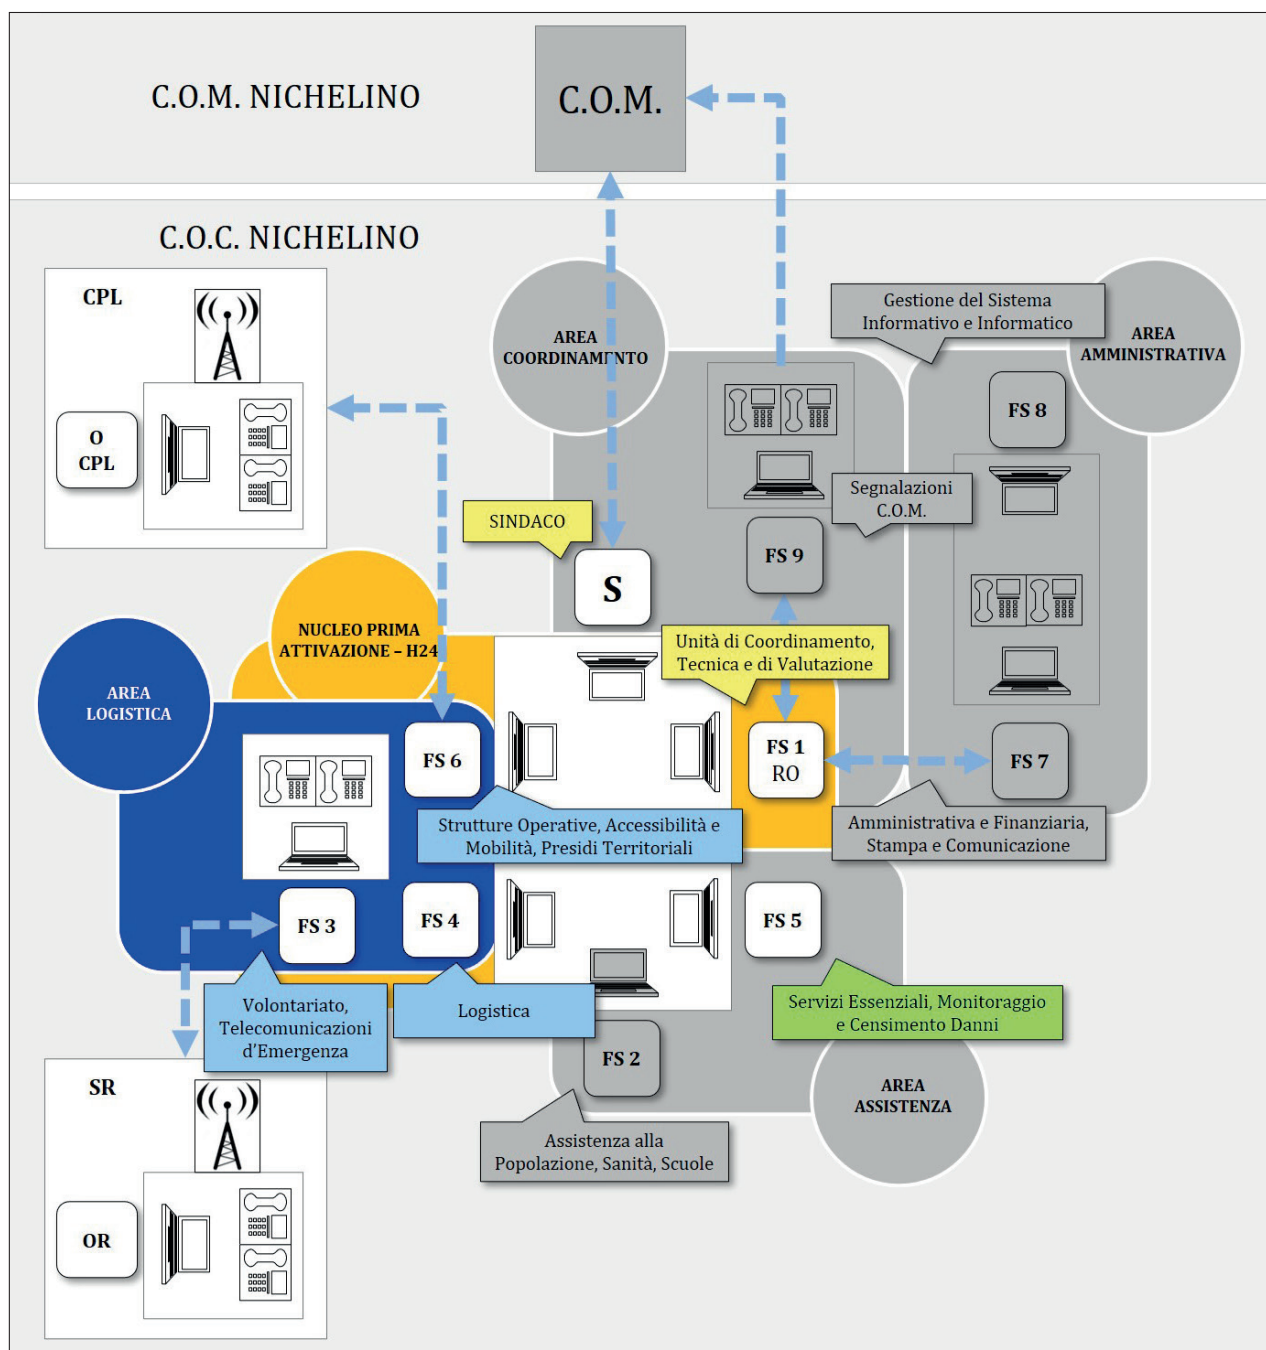 C.O.M. NICHELINO
C.O.M.
C.O.C. NICHELINO
CPL
O
CPL
AREA
COORDINAMENTO
Gestione del Sistema
Informativo e Informatico
AREA
AMMINISTRATIVA
FS 8
Segnalazioni
C.O.M.
SINDACO
S
FS 9
NUCLEO PRIMA
ATTIVAZIONE – H24
Unità di Coordinamento,
Tecnica e di Valutazione
AREA
LOGISTICA
FS 6
FS 1
RO
FS 7
Strutture Operative, Accessibilità e
Mobilità, Presidi Territoriali
Amministrativa e Finanziaria,
Stampa e Comunicazione
FS 3
FS 4
FS 5
Volontariato,
Telecomunicazioni
d’Emergenza
Logistica
Servizi Essenziali, Monitoraggio
e Censimento Danni
FS 2
AREA
ASSISTENZA
SR
Assistenza alla
Popolazione, Sanità, Scuole
OR